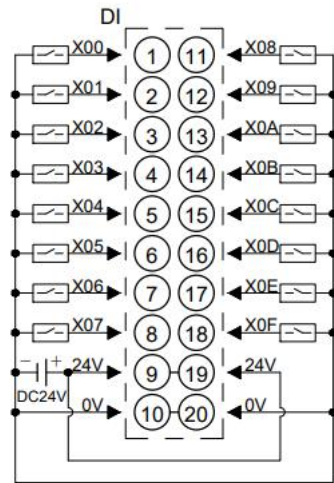 DI
X00 1 11 X08
X01 2 12 X09
X02 3 13 X0A
X03 4 14 X0B
X04 5 15 X0C
X05 6 16 X0D
X06 7 17 X0E
X07 8 18 X0F
− + 24V 9 19 24V
DC24V
0V 10 20 0V